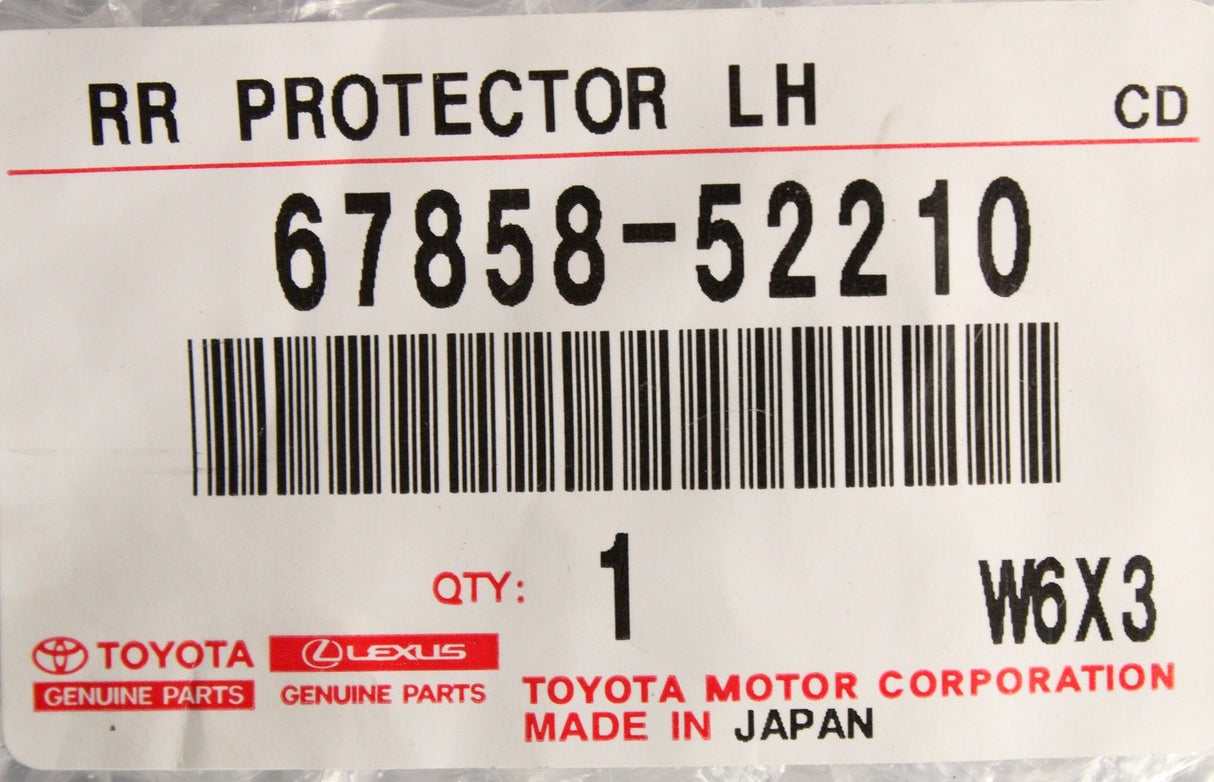 RR PROTECTOR LH CD
67858-52210
QTY: 1 W6X3
TOYOTA LEXUS
GENUINE PARTS GENUINE PARTS
TOYOTA MOTOR CORPORATION
MADE IN JAPAN